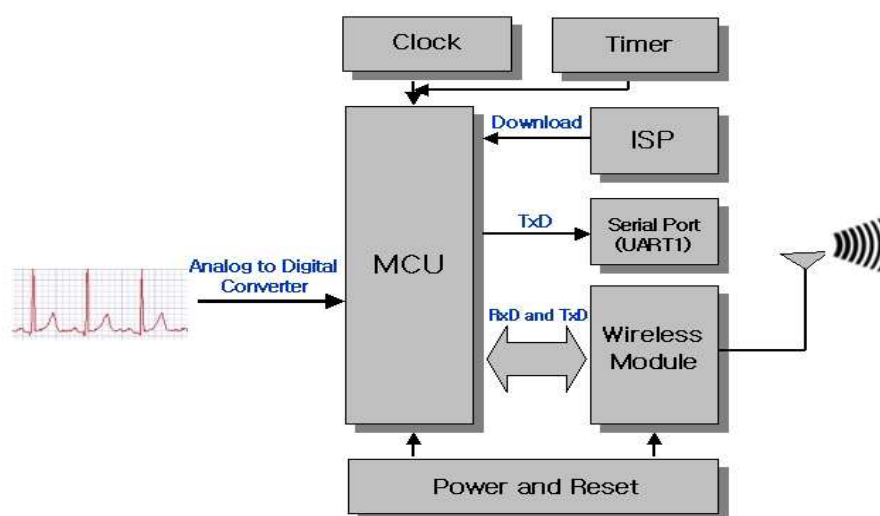 Clock
Timer
Download
ISP
TxD
Serial Port
(UART1)
MCU
Analog to Digital
Converter
RxD and TxD
Wireless
Module
Power and Reset